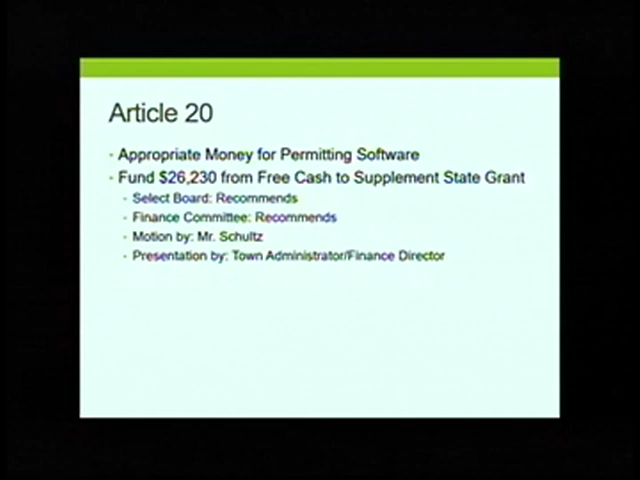 Article 20
· Appropriate Money for Permitting Software
· Fund $26,230 from Free Cash to Supplement State Grant
· Select Board: Recommends
· Finance Committee: Recommends
· Motion by: Mr. Schultz
· Presentation by: Town Administrator/Finance Director